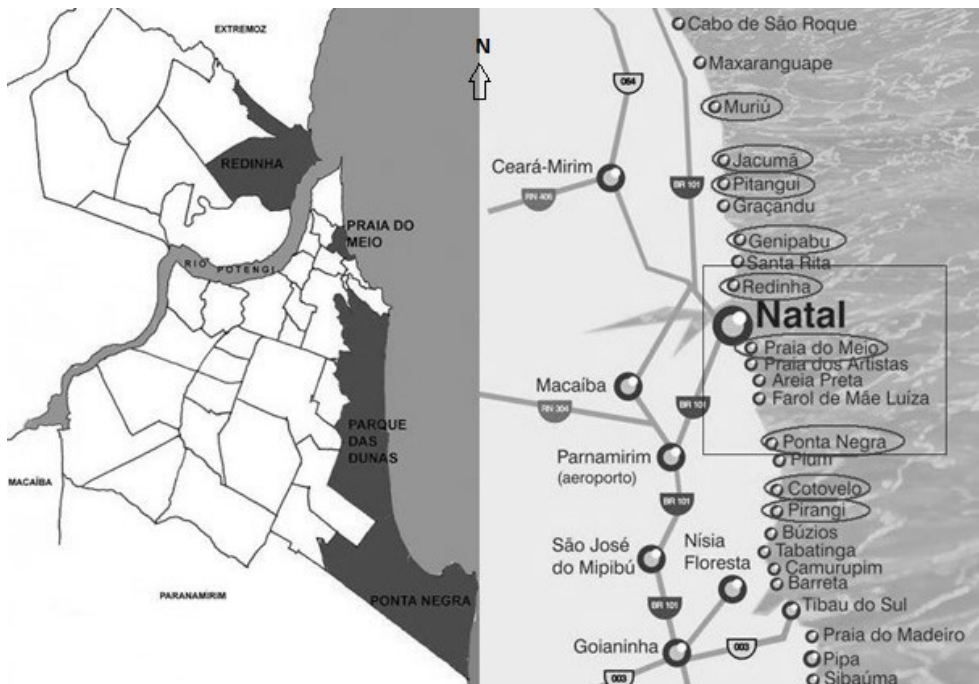 EXTREMOZ
REDINHA
PRAIA DO
MEIO
RIO POTENGI
PARQUE
DAS
DUNAS
MACAÍBA
PARANAMIRIM
PONTA NEGRA
N
Cabo de São Roque
Maxaranguape
064
Muriú
Ceará-Mirim
Jacumã
BR 101
Pitangui
RN 406
Graçandu
Genipabu
Santa Rita
Redinha
Natal
Praia do Meio
Praia dos Artistas
Macaíba
Areia Preta
Farol de Mãe Luíza
BR 101
RN 304
Ponta Negra
Parnamirim
Pium
(aeroporto)
Cotovelo
BR 101
Pirangi
Búzios
São José
do Mipibú
Nísia
Floresta
Tabatinga
Camurupim
Barreta
BR 101
Tibau do Sul
Goianinha
003
Praia do Madeiro
Pipa
003
Sibaúma